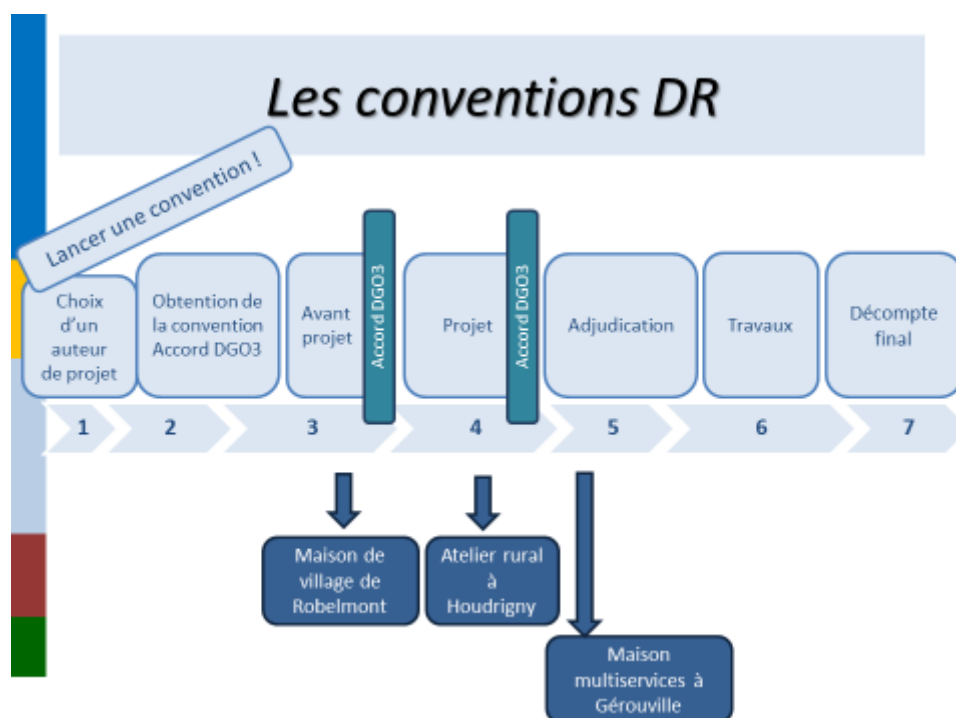 Les conventions DR
Lancer une convention !
Choix
d'un
auteur
de projet
Obtention de
la convention
Accord DGO3
Avant
projet
Accord DGO3
Projet
Accord DGO3
Adjudication
Travaux
Décompte
final
1
2
3
4
5
6
7
Maison de
village de
Robelmont
Atelier rural
à
Houdrigny
Maison
multiservices à
Gérouville